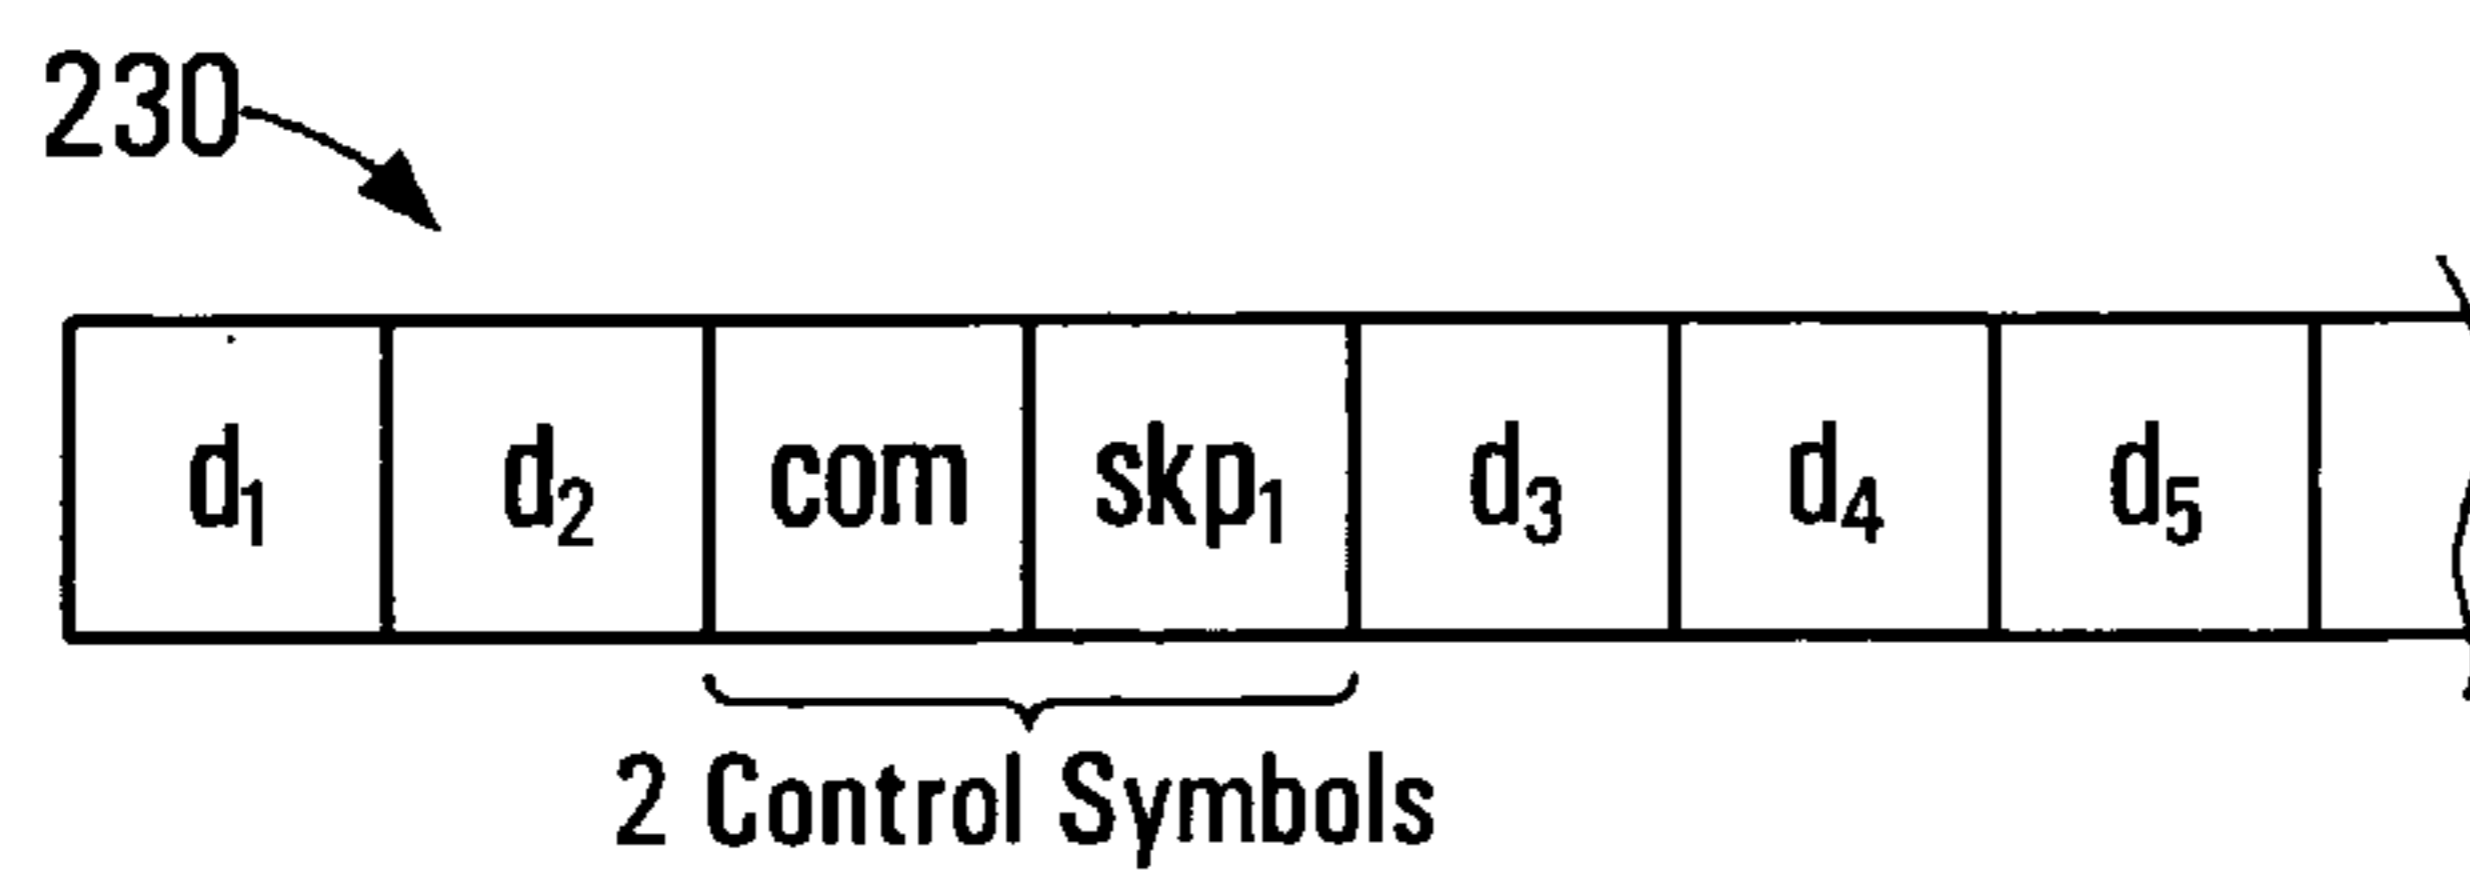 230
d₁ d₂ com skp₁ d₃ d₄ d₅
2 Control Symbols